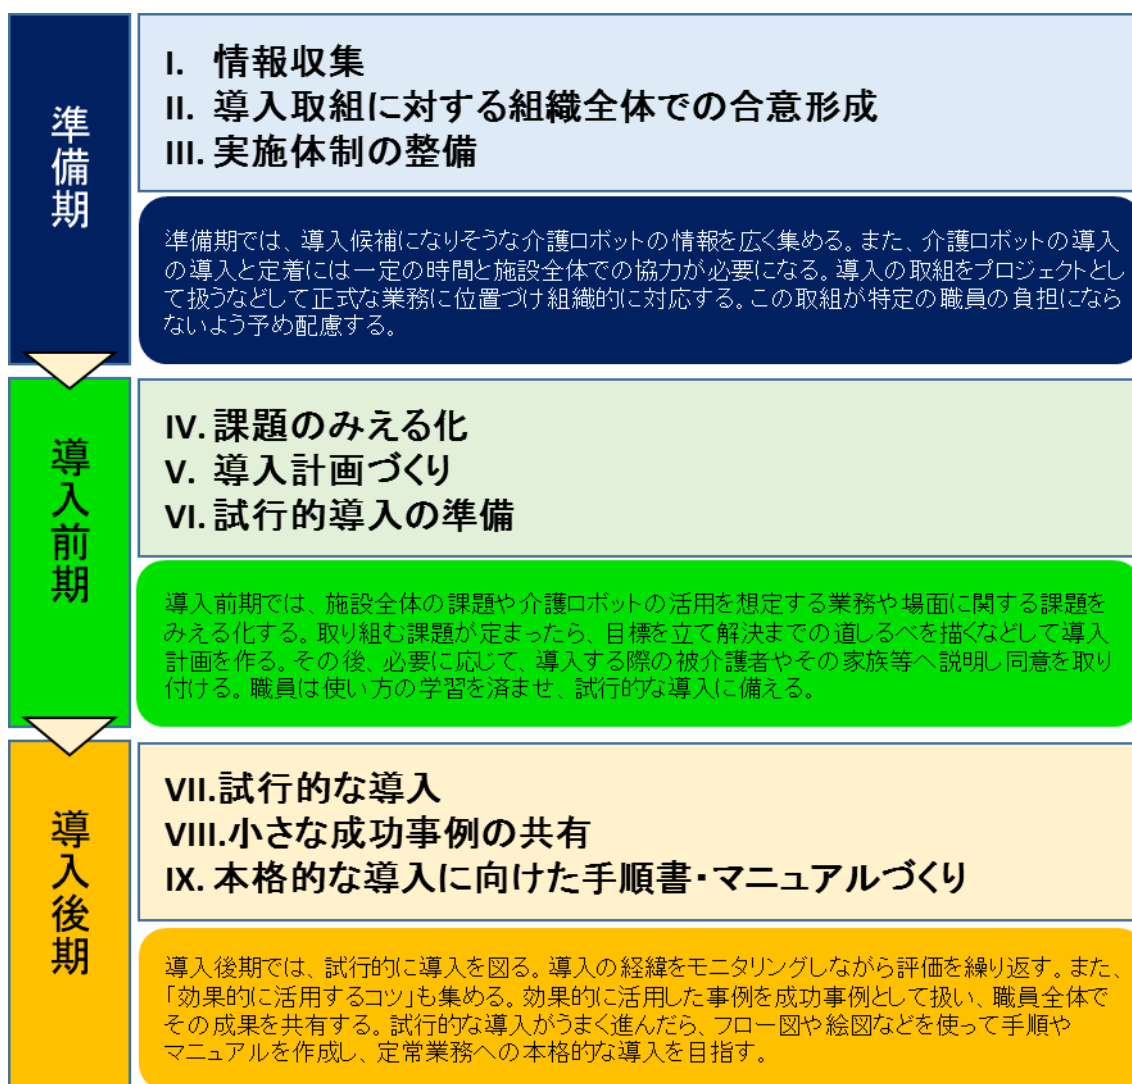 準備期
I. 情報収集
II. 導入取組に対する組織全体での合意形成
III. 実施体制の整備
準備期では、導入候補になりそうな介護ロボットの情報を広く集める。また、介護ロボットの導入
の導入と定着には一定の時間と施設全体での協力が必要になる。導入の取組をプロジェクトとし
て扱うなどして正式な業務に位置づけ組織的に対応する。この取組が特定の職員の負担になら
ないよう予め配慮する。
導入前期
IV. 課題のみえる化
V. 導入計画づくり
VI. 試行的導入の準備
導入前期では、施設全体の課題や介護ロボットの活用を想定する業務や場面に関する課題を
みえる化する。取り組む課題が定まったら、目標を立て解決までの道しるべを描くなどして導入
計画を作る。その後、必要に応じて、導入する際の被介護者やその家族等へ説明し同意を取り
付ける。職員は使い方の学習を済ませ、試行的な導入に備える。
導入後期
VII.試行的な導入
VIII.小さな成功事例の共有
IX. 本格的な導入に向けた手順書・マニュアルづくり
導入後期では、試行的に導入を図る。導入の経緯をモニタリングしながら評価を繰り返す。また、
「効果的に活用するコツ」も集める。効果的に活用した事例を成功事例として扱い、職員全体で
その成果を共有する。試行的な導入がうまく進んだら、フロー図や絵図などを使って手順や
マニュアルを作成し、定常業務への本格的な導入を目指す。